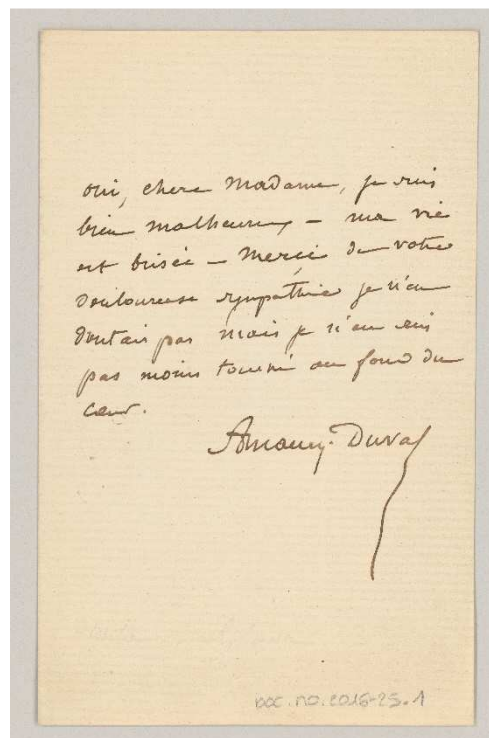 oui, chere Madame, je suis
bien malheureux – ma vie
est brisée – Merci de votre
douloureuse sympathie je n'en
doutais pas mais je n'en suis
pas moins touché au fond du
cœur.
Amaury-Duval
DOC.NO.2016-25.1